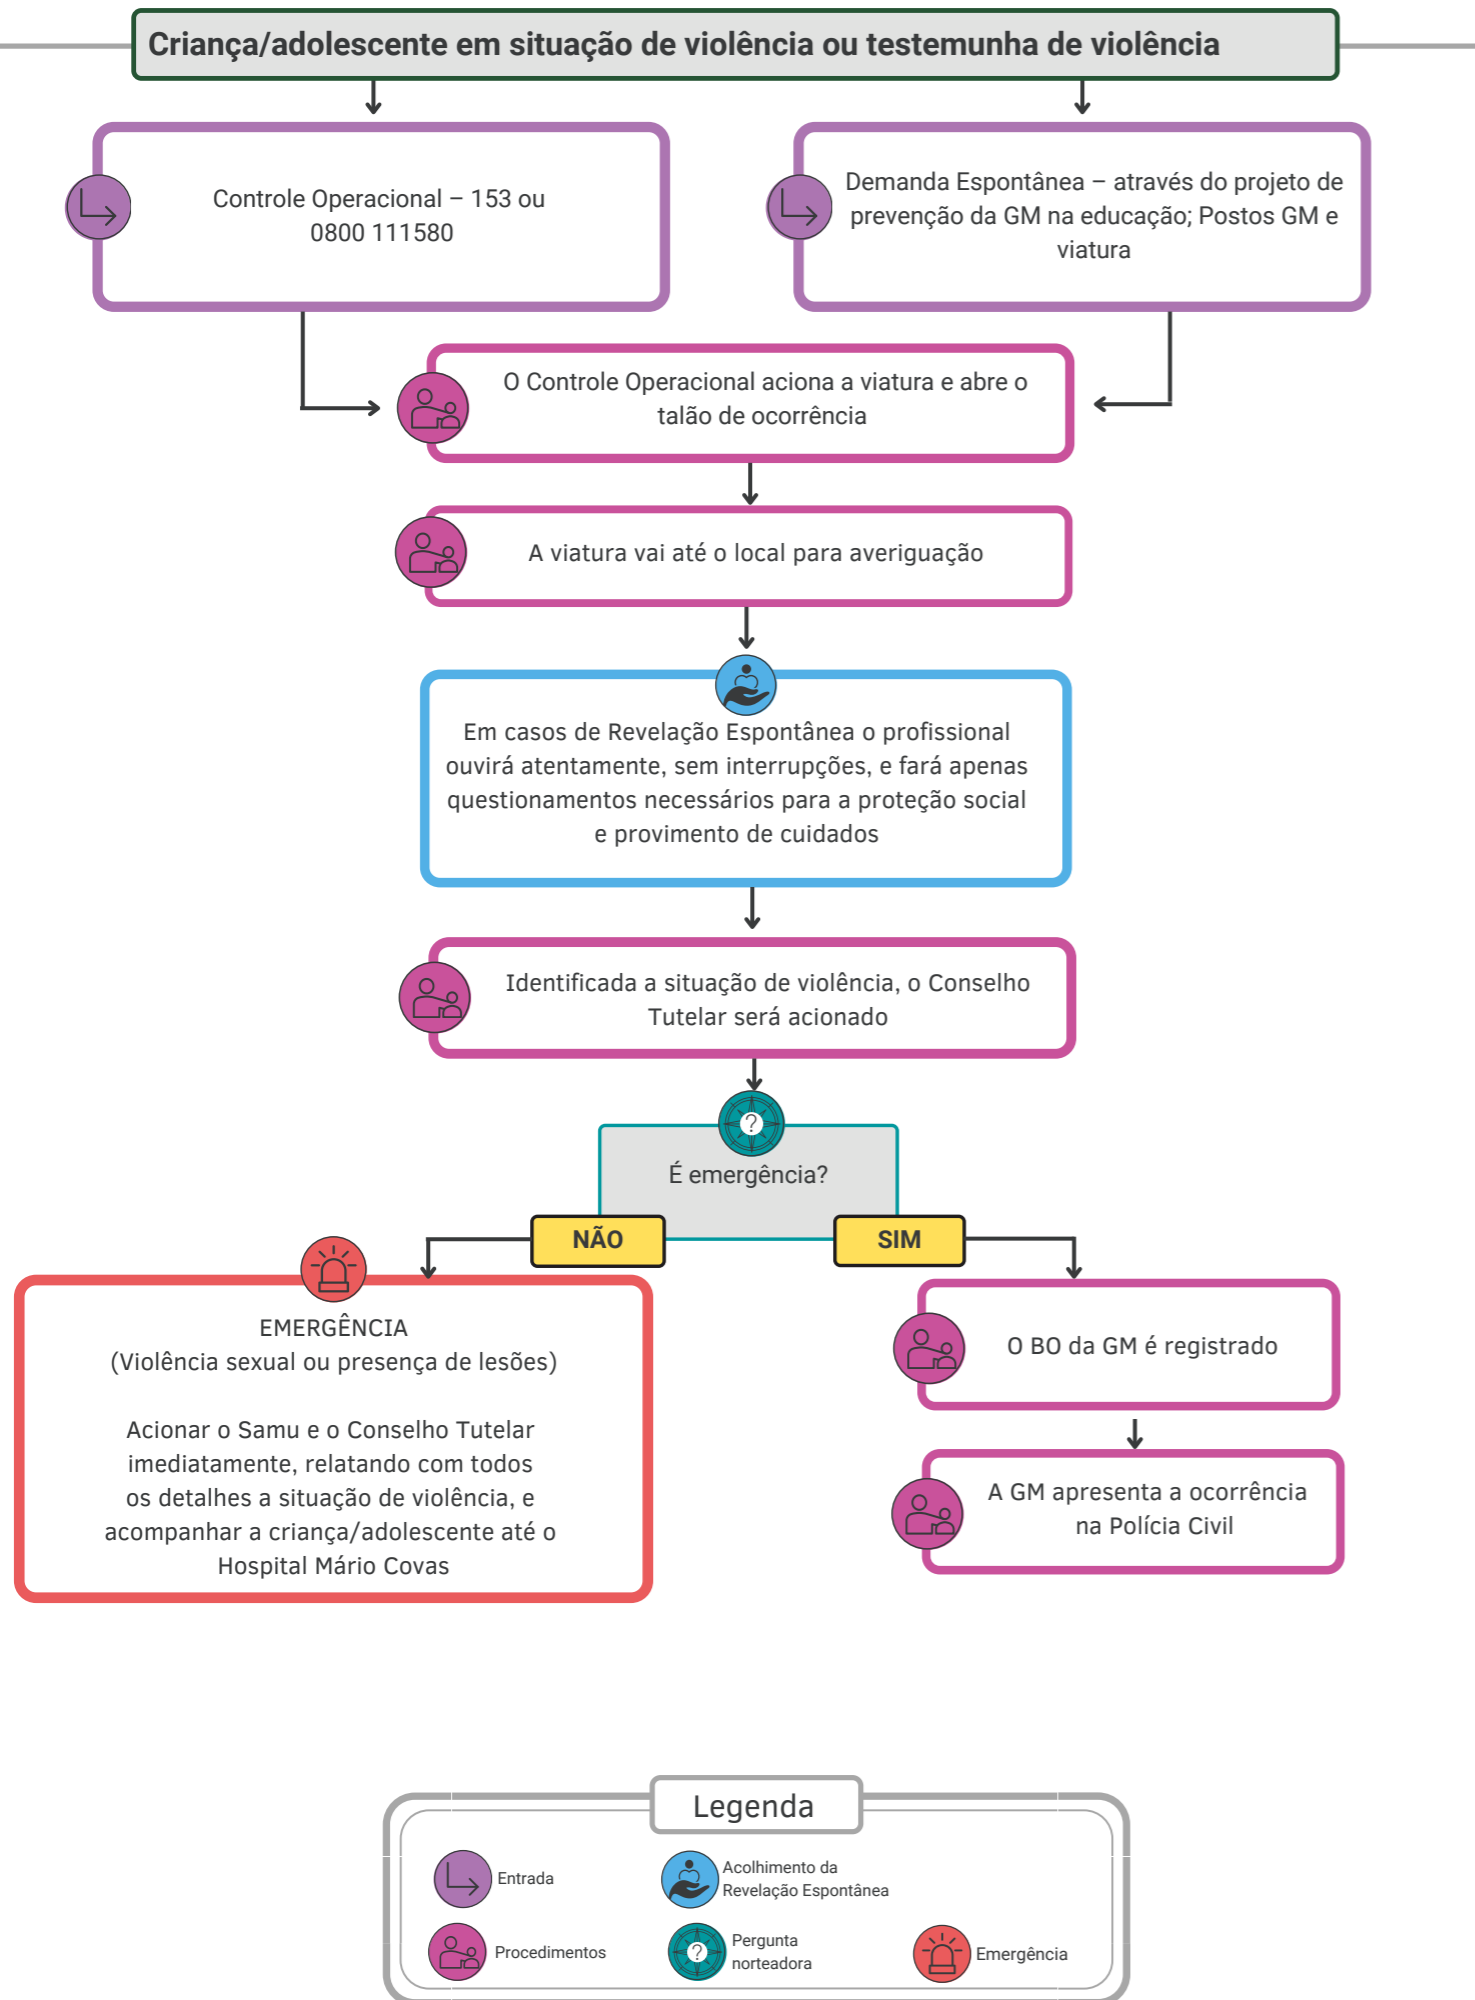 Criança/adolescente em situação de violência ou testemunha de violência
Controle Operacional – 153 ou
0800 111580
Demanda Espontânea – através do projeto de
prevenção da GM na educação; Postos GM e
viatura
O Controle Operacional aciona a viatura e abre o
talão de ocorrência
A viatura vai até o local para averiguação
Em casos de Revelação Espontânea o profissional
ouvirá atentamente, sem interrupções, e fará apenas
questionamentos necessários para a proteção social
e provimento de cuidados
Identificada a situação de violência, o Conselho
Tutelar será acionado
?
É emergência?
NÃO
SIM
EMERGÊNCIA
(Violência sexual ou presença de lesões)
Acionar o Samu e o Conselho Tutelar
imediatamente, relatando com todos
os detalhes a situação de violência, e
acompanhar a criança/adolescente até o
Hospital Mário Covas
O BO da GM é registrado
A GM apresenta a ocorrência
na Polícia Civil
Legenda
Entrada
Acolhimento da
Revelação Espontânea
Procedimentos
?
Pergunta
norteadora
Emergência